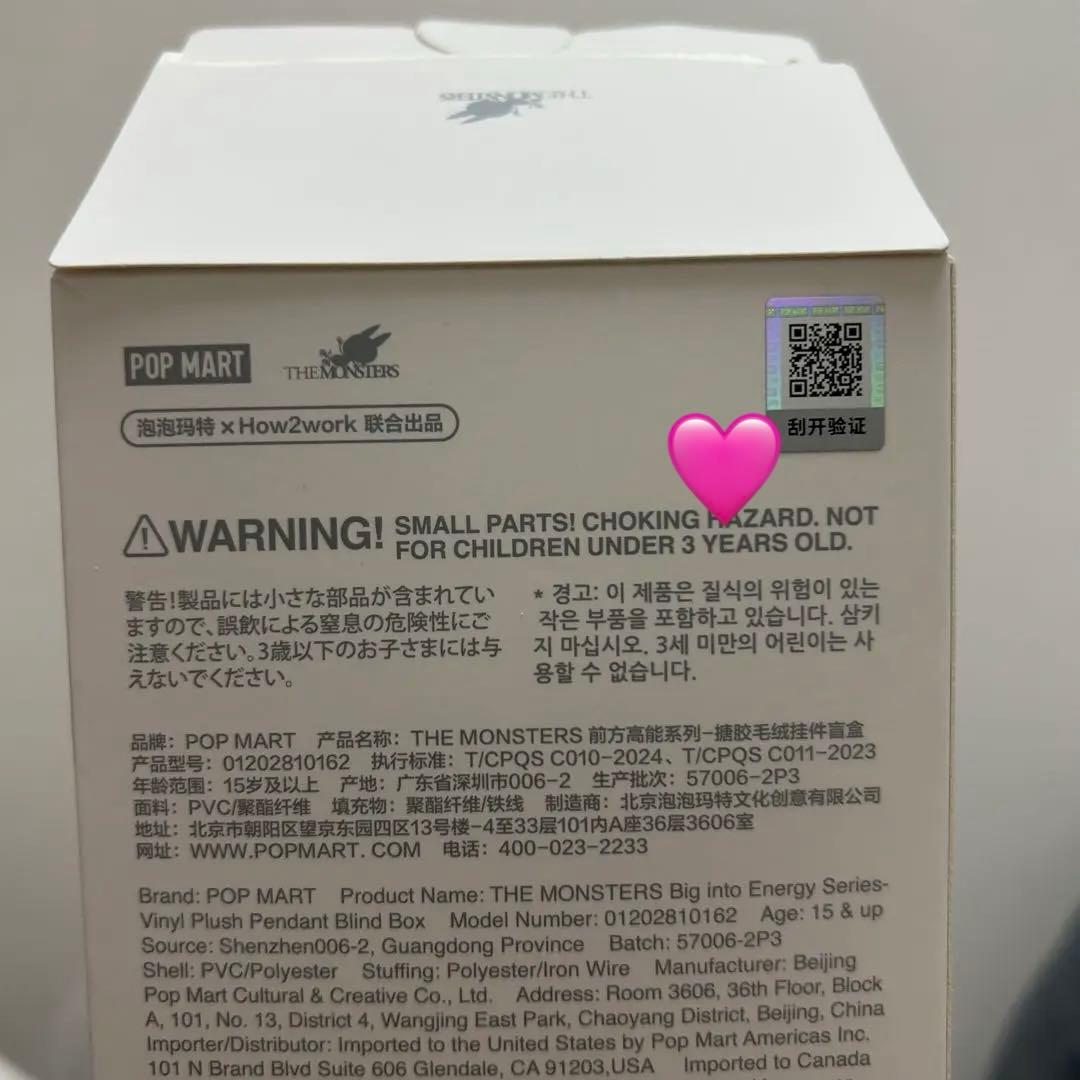 THE MONSTERS
POP MART THE MONSTERS
泡泡玛特 × How2work 联合出品
刮开验证
WARNING! SMALL PARTS! CHOKING HAZARD. NOT
FOR CHILDREN UNDER 3 YEARS OLD.
警告!製品には小さな部品が含まれてい
ますので、誤飲による窒息の危険性にご
注意ください。3歳以下のお子さまには与
えないでください。
* 경고: 이 제품은 질식의 위험이 있는
작은 부품을 포함하고 있습니다. 삼키
지 마십시오. 3세 미만의 어린이는 사
용할 수 없습니다.
品牌：POP MART 产品名称：THE MONSTERS 前方高能系列-搪胶毛绒挂件盲盒
产品型号：01202810162 执行标准：T/CPQS C010-2024、T/CPQS C011-2023
年龄范围：15岁及以上 产地：广东省深圳市006-2 生产批次：57006-2P3
面料：PVC/聚酯纤维 填充物：聚酯纤维/铁线 制造商：北京泡泡玛特文化创意有限公司
地址：北京市朝阳区望京东园四区13号楼-4至33层101内A座36层3606室
网址：WWW.POPMART. COM 电话：400-023-2233
Brand: POP MART Product Name: THE MONSTERS Big into Energy Series-
Vinyl Plush Pendant Blind Box Model Number: 01202810162 Age: 15 & up
Source: Shenzhen006-2, Guangdong Province Batch: 57006-2P3
Shell: PVC/Polyester Stuffing: Polyester/Iron Wire Manufacturer: Beijing
Pop Mart Cultural & Creative Co., Ltd. Address: Room 3606, 36th Floor, Block
A, 101, No. 13, District 4, Wangjing East Park, Chaoyang District, Beijing, China
Importer/Distributor: Imported to the United States by Pop Mart Americas Inc.
101 N Brand Blvd Suite 606 Glendale, CA 91203,USA Imported to Canada